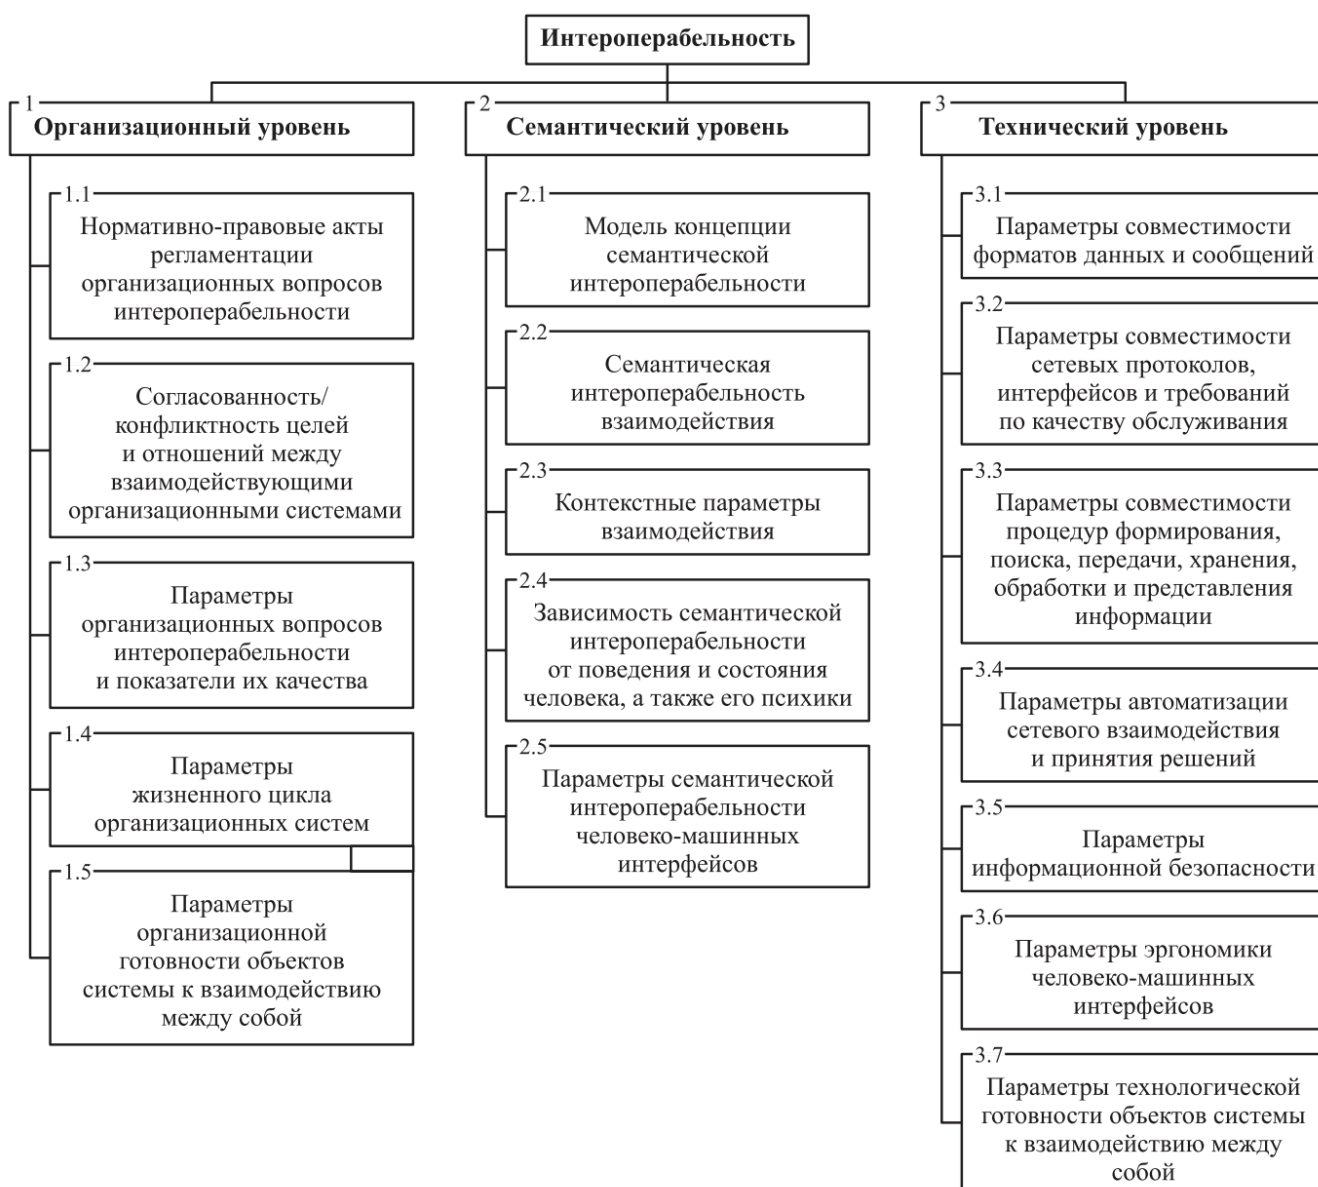 Интероперабельность
1
Организационный уровень
1.1
Нормативно-правовые акты
регламентации
организационных вопросов
интероперабельности
1.2
Согласованность/
конфликтность целей
и отношений между
взаимодействующими
организационными системами
1.3
Параметры
организационных вопросов
интероперабельности
и показатели их качества
1.4
Параметры
жизненного цикла
организационных систем
1.5
Параметры
организационной
готовности объектов
системы к взаимодействию
между собой
2
Семантический уровень
2.1
Модель концепции
семантической
интероперабельности
2.2
Семантическая
интероперабельность
взаимодействия
2.3
Контекстные параметры
взаимодействия
2.4
Зависимость семантической
интероперабельности
от поведения и состояния
человека, а также его психики
2.5
Параметры семантической
интероперабельности
человеко-машинных
интерфейсов
3
Технический уровень
3.1
Параметры совместимости
форматов данных и сообщений
3.2
Параметры совместимости
сетевых протоколов,
интерфейсов и требований
по качеству обслуживания
3.3
Параметры совместимости
процедур формирования,
поиска, передачи, хранения,
обработки и представления
информации
3.4
Параметры автоматизации
сетевого взаимодействия
и принятия решений
3.5
Параметры
информационной безопасности
3.6
Параметры эргономики
человеко-машинных
интерфейсов
3.7
Параметры технологической
готовности объектов системы
к взаимодействию между
собой